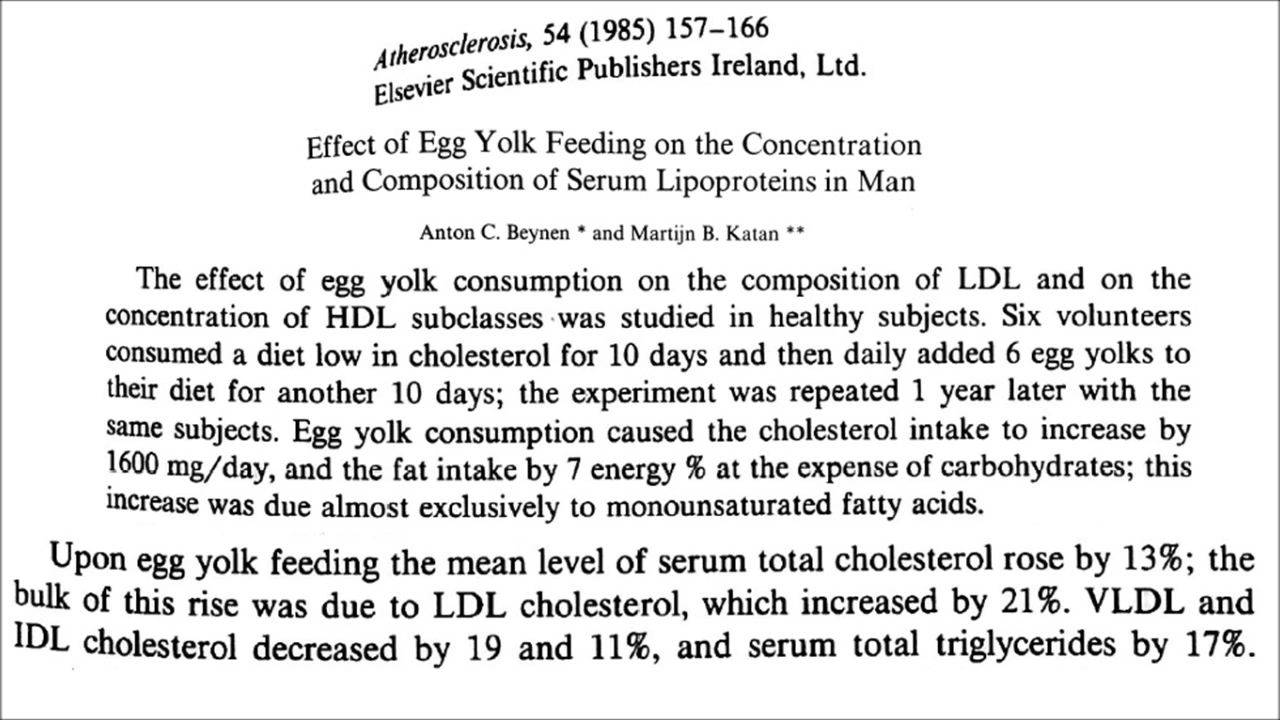 Atherosclerosis, 54 (1985) 157–166
Elsevier Scientific Publishers Ireland, Ltd.
Effect of Egg Yolk Feeding on the Concentration
and Composition of Serum Lipoproteins in Man
Anton C. Beynen * and Martijn B. Katan **
The effect of egg yolk consumption on the composition of LDL and on the
concentration of HDL subclasses was studied in healthy subjects. Six volunteers
consumed a diet low in cholesterol for 10 days and then daily added 6 egg yolks to
their diet for another 10 days; the experiment was repeated 1 year later with the
same subjects. Egg yolk consumption caused the cholesterol intake to increase by
1600 mg/day, and the fat intake by 7 energy % at the expense of carbohydrates; this
increase was due almost exclusively to monounsaturated fatty acids.
Upon egg yolk feeding the mean level of serum total cholesterol rose by 13%; the
bulk of this rise was due to LDL cholesterol, which increased by 21%. VLDL and
IDL cholesterol decreased by 19 and 11%, and serum total triglycerides by 17%.